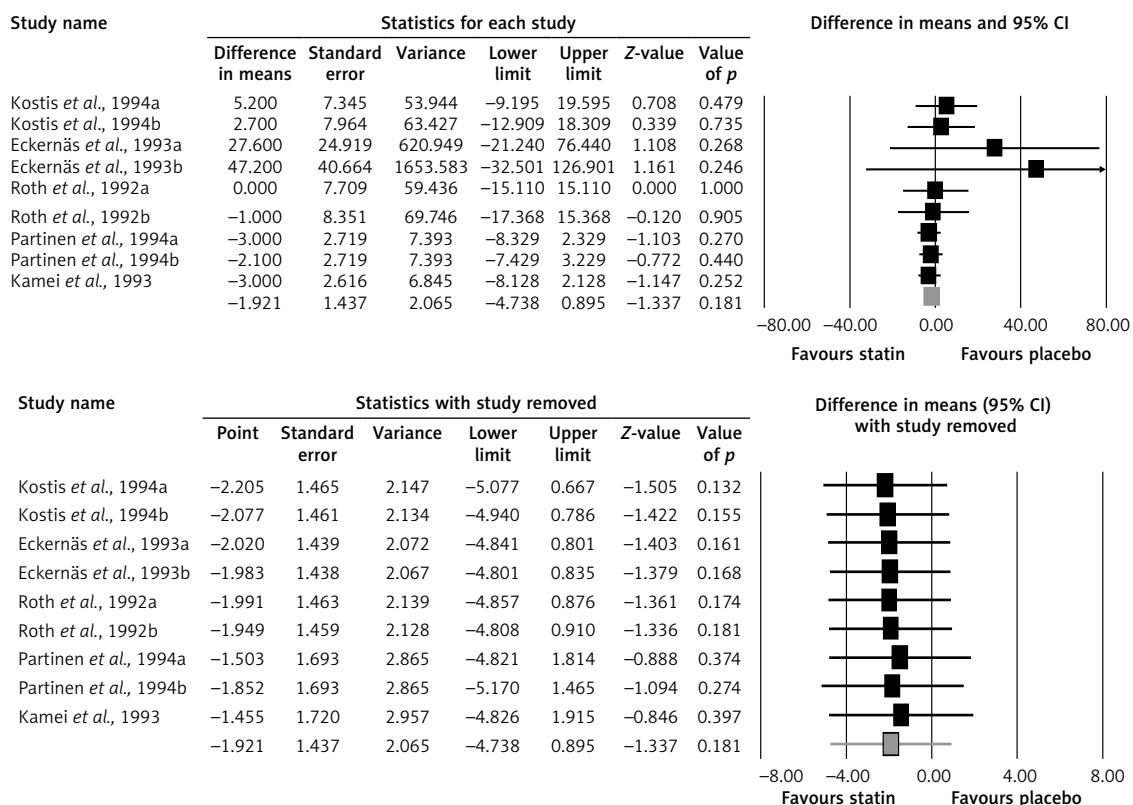 Study name Statistics for each study Difference in means and 95% CI
Difference in means Standard error Variance Lower limit Upper limit Z-value Value of p
Kostis et al., 1994a 5.200 7.345 53.944 –9.195 19.595 0.708 0.479
Kostis et al., 1994b 2.700 7.964 63.427 –12.909 18.309 0.339 0.735
Eckernäs et al., 1993a 27.600 24.919 620.949 –21.240 76.440 1.108 0.268
Eckernäs et al., 1993b 47.200 40.664 1653.583 –32.501 126.901 1.161 0.246
Roth et al., 1992a 0.000 7.709 59.436 –15.110 15.110 0.000 1.000
Roth et al., 1992b –1.000 8.351 69.746 –17.368 15.368 –0.120 0.905
Partinen et al., 1994a –3.000 2.719 7.393 –8.329 2.329 –1.103 0.270
Partinen et al., 1994b –2.100 2.719 7.393 –7.429 3.229 –0.772 0.440
Kamei et al., 1993 –3.000 2.616 6.845 –8.128 2.128 –1.147 0.252
–1.921 1.437 2.065 –4.738 0.895 –1.337 0.181
–80.00 –40.00 0.00 40.00 80.00
Favours statin Favours placebo
Study name Statistics with study removed Difference in means (95% CI) with study removed
Point Standard error Variance Lower limit Upper limit Z-value Value of p
Kostis et al., 1994a –2.205 1.465 2.147 –5.077 0.667 –1.505 0.132
Kostis et al., 1994b –2.077 1.461 2.134 –4.940 0.786 –1.422 0.155
Eckernäs et al., 1993a –2.020 1.439 2.072 –4.841 0.801 –1.403 0.161
Eckernäs et al., 1993b –1.983 1.438 2.067 –4.801 0.835 –1.379 0.168
Roth et al., 1992a –1.991 1.463 2.139 –4.857 0.876 –1.361 0.174
Roth et al., 1992b –1.949 1.459 2.128 –4.808 0.910 –1.336 0.181
Partinen et al., 1994a –1.503 1.693 2.865 –4.821 1.814 –0.888 0.374
Partinen et al., 1994b –1.852 1.693 2.865 –5.170 1.465 –1.094 0.274
Kamei et al., 1993 –1.455 1.720 2.957 –4.826 1.915 –0.846 0.397
–1.921 1.437 2.065 –4.738 0.895 –1.337 0.181
–8.00 –4.00 0.00 4.00 8.00
Favours statin Favours placebo